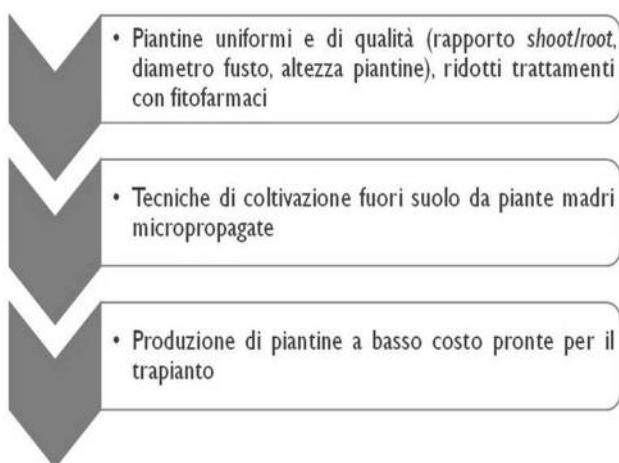 • Piantine uniformi e di qualità (rapporto shoot/root,
diametro fusto, altezza piantine), ridotti trattamenti
con fitofarmaci
• Tecniche di coltivazione fuori suolo da piante madri
micropropagate
• Produzione di piantine a basso costo pronte per il
trapianto